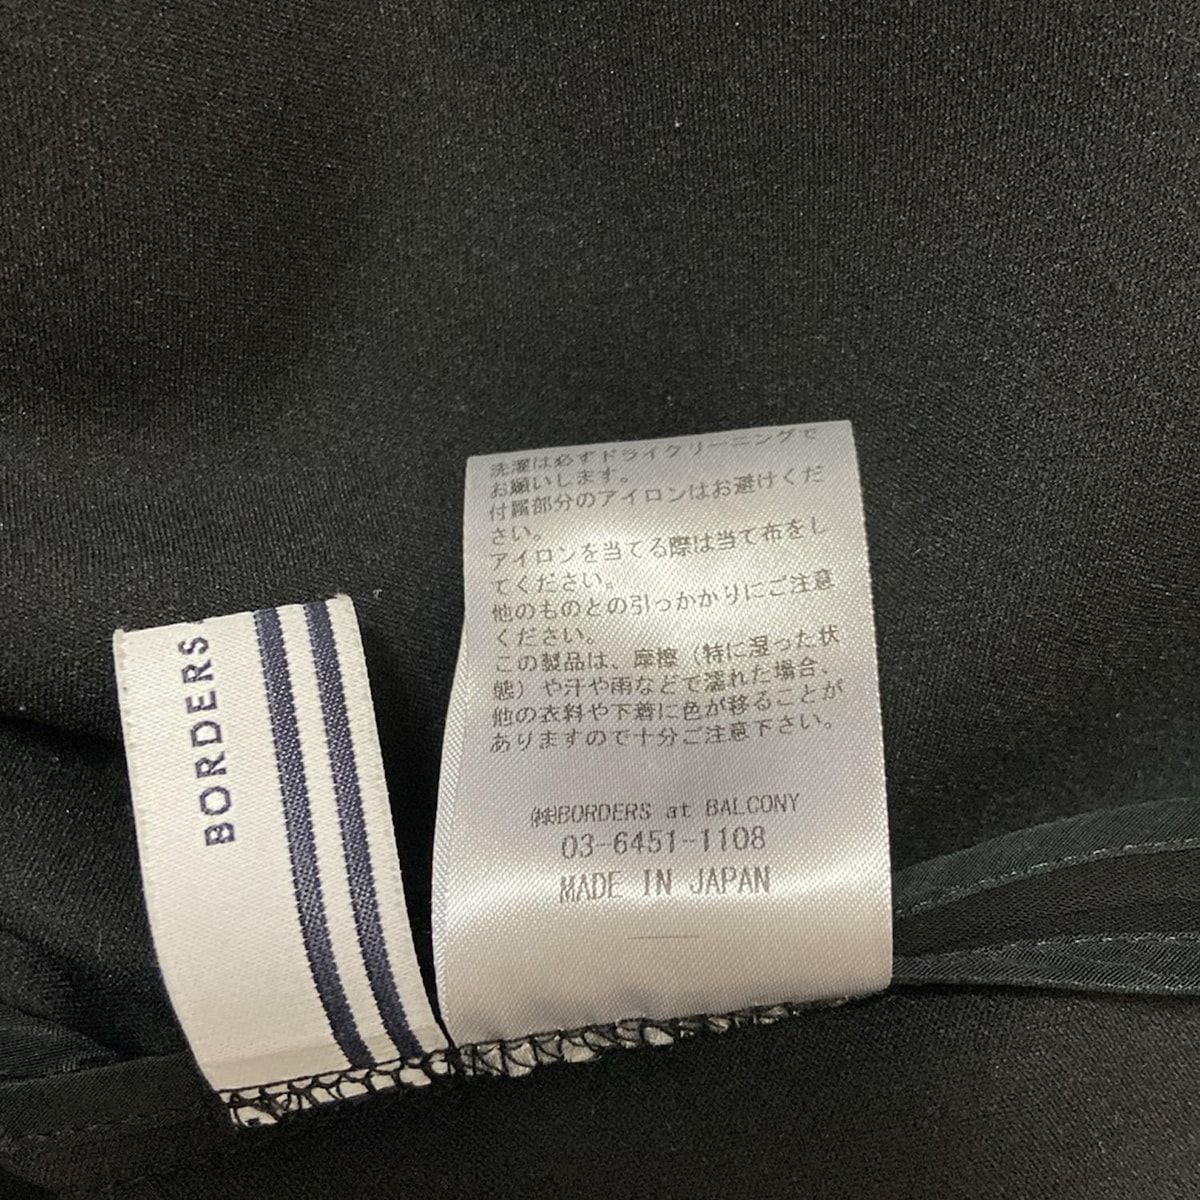 洗濯は必ずドライクリーニングで
お願いします。
付属部分のアイロンはお避けくだ
さい。
アイロンを当てる際は当て布をし
てください。
他のものとの引っかかりにご注意
ください。
この製品は、摩擦（特に湿った状
態）や汗や雨などで濡れた場合、
他の衣料や下着に色が移ることが
ありますので十分ご注意下さい。
㈱BORDERS at BALCONY
03-6451-1108
MADE IN JAPAN
BORDERS